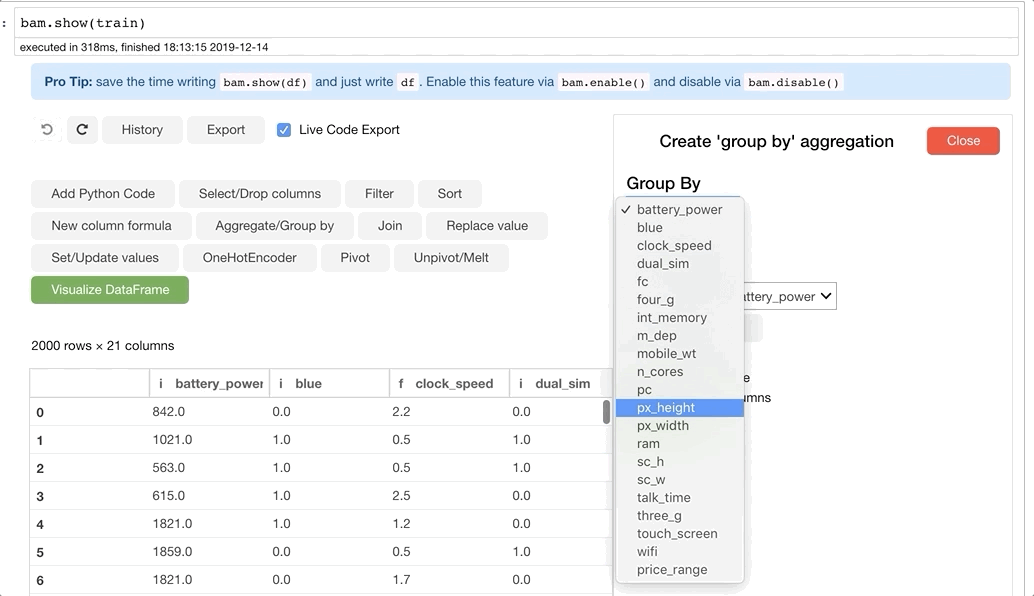 :
bam.show(train)
executed in 318ms, finished 18:13:15 2019-12-14
Pro Tip: save the time writing bam.show(df) and just write df . Enable this feature via bam.enable() and disable via bam.disable()
History Export Live Code Export
Add Python Code Select/Drop columns Filter Sort
New column formula Aggregate/Group by Join Replace value
Set/Update values OneHotEncoder Pivot Unpivot/Melt
Visualize DataFrame
2000 rows × 21 columns
i battery_power i blue f clock_speed i dual_sim
0 842.0 0.0 2.2 0.0
1 1021.0 1.0 0.5 1.0
2 563.0 1.0 0.5 1.0
3 615.0 1.0 2.5 0.0
4 1821.0 1.0 1.2 0.0
5 1859.0 0.0 0.5 1.0
6 1821.0 0.0 1.7 0.0
Create 'group by' aggregation Close
Group By
✓ battery_power
blue
clock_speed
dual_sim
fc
four_g
int_memory
m_dep
mobile_wt
n_cores
pc
px_height
px_width
ram
sc_h
sc_w
talk_time
three_g
touch_screen
wifi
price_range
attery_power